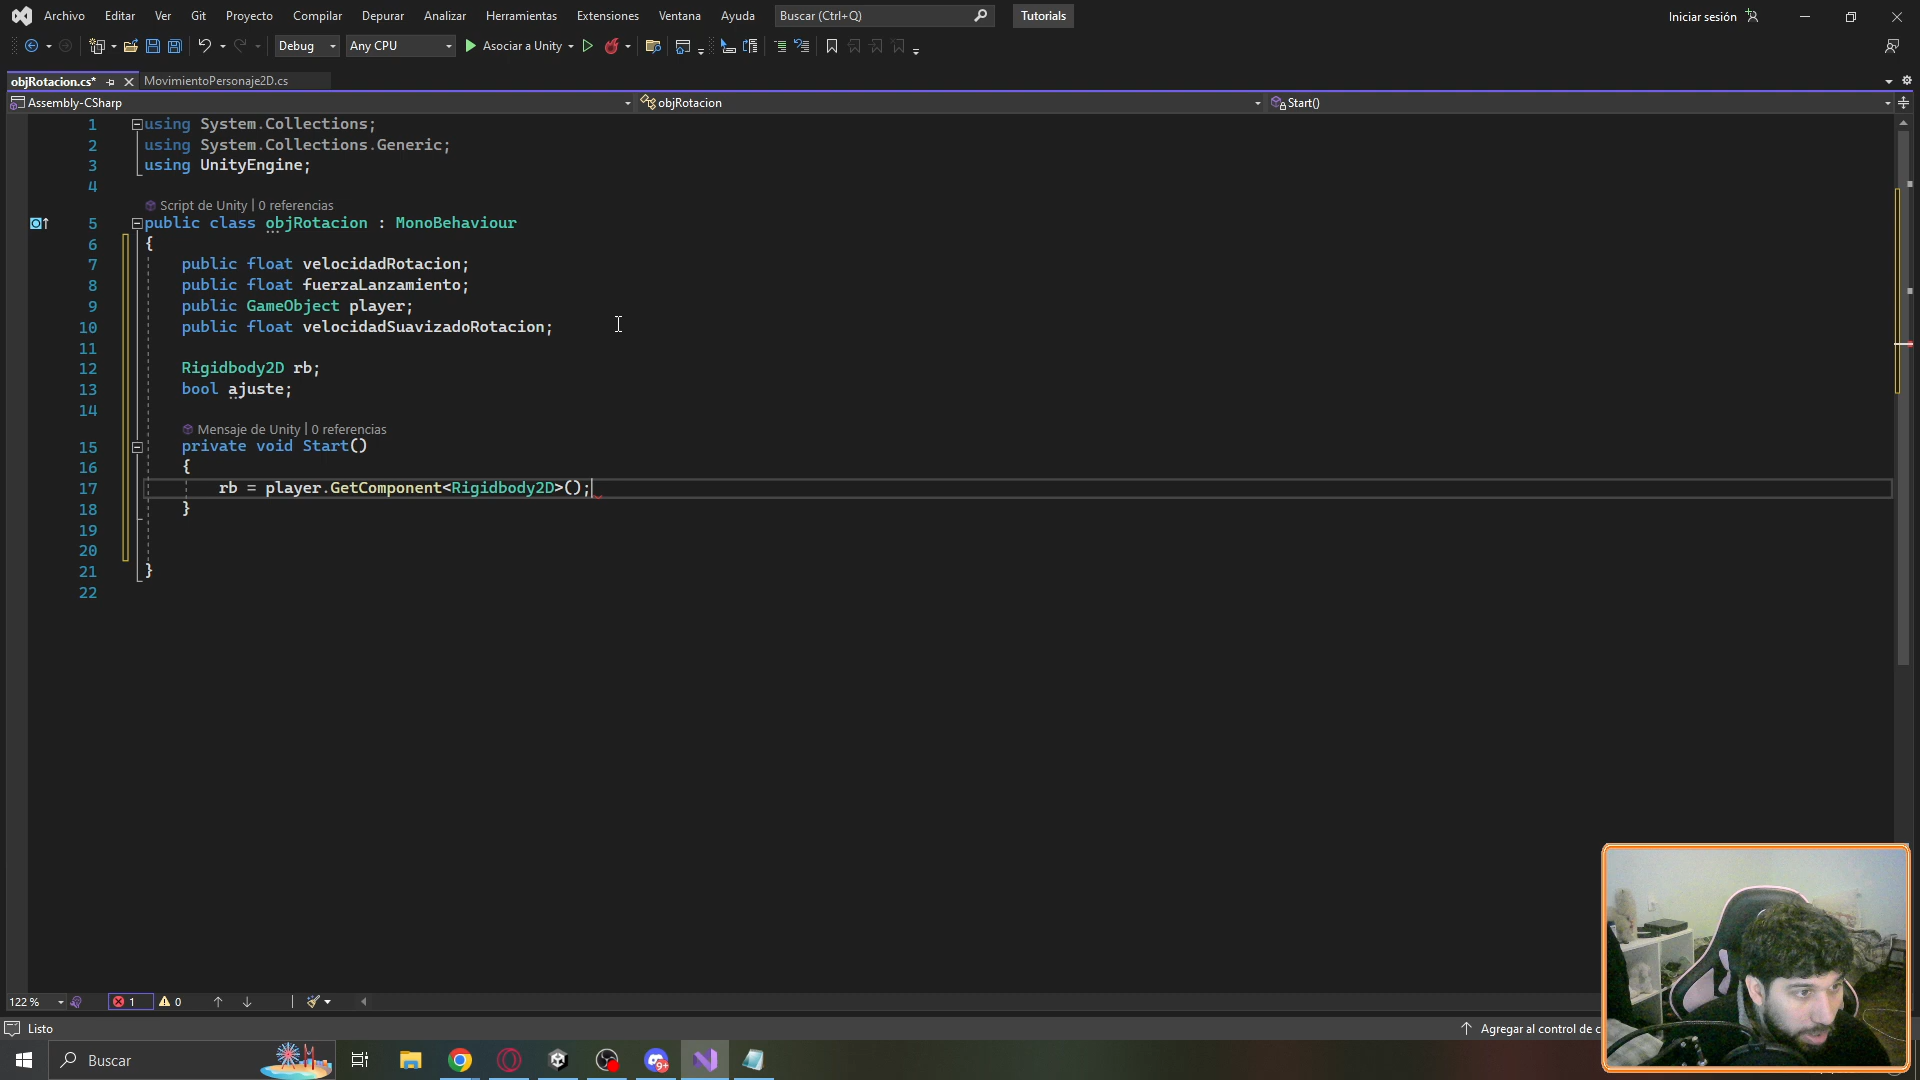 Archivo Editar Ver Git Proyecto Compilar Depurar Analizar Herramientas Extensiones Ventana Ayuda Buscar (Ctrl+Q) Tutorials Iniciar sesión
Debug Any CPU Asociar a Unity
objRotacion.cs* MovimientoPersonaje2D.cs
Assembly-CSharp objRotacion Start()
1 using System.Collections;
2 using System.Collections.Generic;
3 using UnityEngine;
4
Script de Unity | 0 referencias
5 public class objRotacion : MonoBehaviour
6 {
7 public float velocidadRotacion;
8 public float fuerzaLanzamiento;
9 public GameObject player;
10 public float velocidadSuavizadoRotacion;
11
12 Rigidbody2D rb;
13 bool ajuste;
14
Mensaje de Unity | 0 referencias
15 private void Start()
16 {
17 rb = player.GetComponent<Rigidbody2D>();
18 }
19
20
21 }
22
122 % 1 0
Listo Agregar al control de c
Buscar 9+